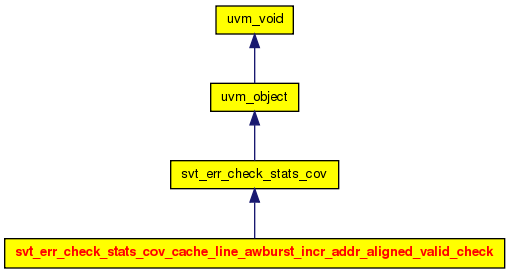 uvm_void
uvm_object
svt_err_check_stats_cov
svt_err_check_stats_cov_cache_line_awburst_incr_addr_aligned_valid_check